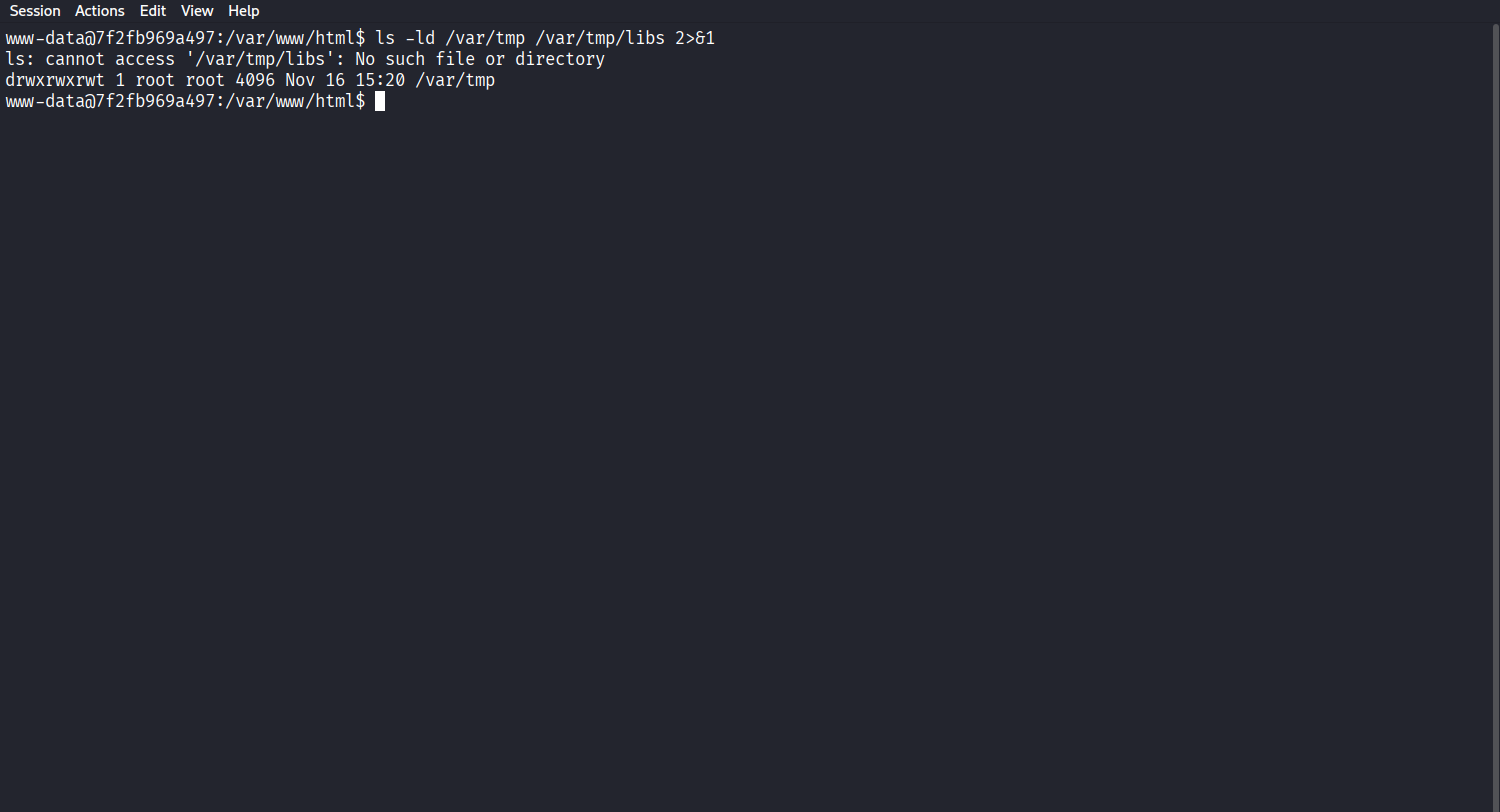 Session Actions Edit View Help
www-data@7f2fb969a497:/var/www/html$ ls -ld /var/tmp /var/tmp/libs 2>&1
ls: cannot access '/var/tmp/libs': No such file or directory
drwxrwxrwt 1 root root 4096 Nov 16 15:20 /var/tmp
www-data@7f2fb969a497:/var/www/html$